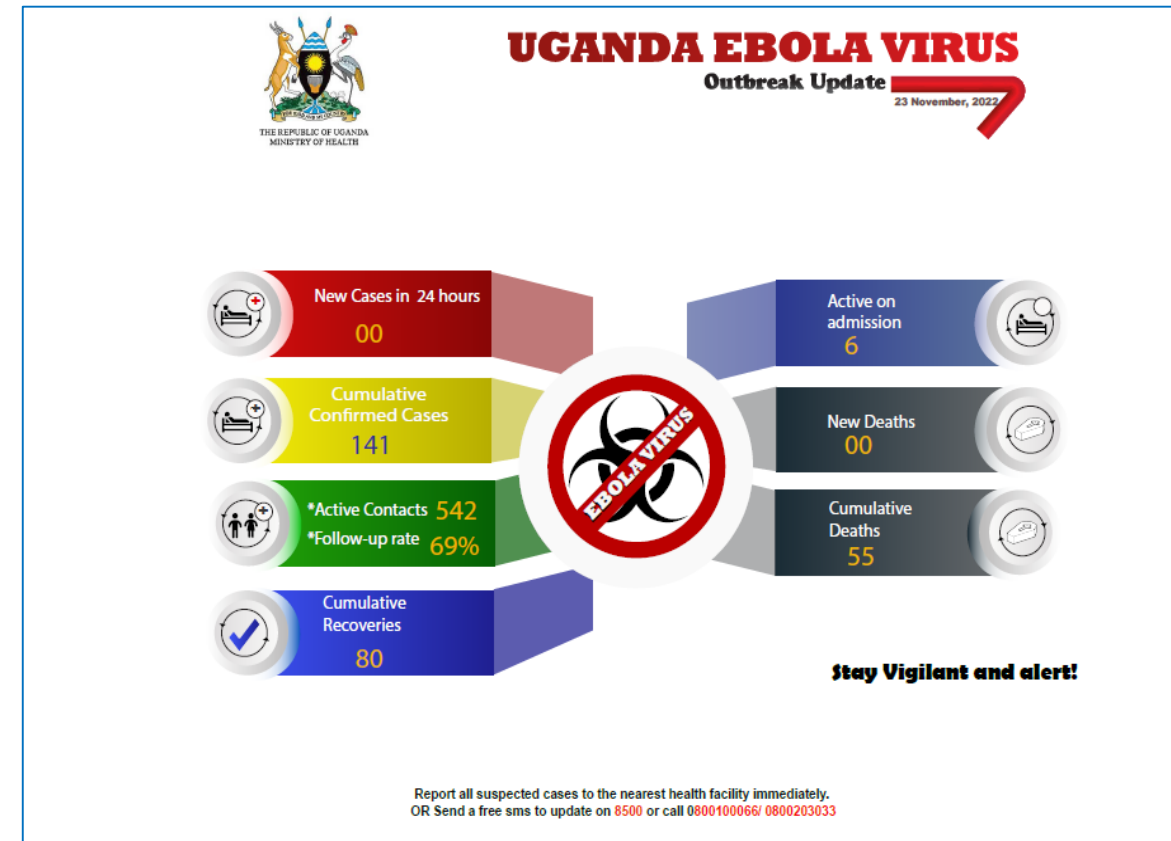 UGANDA EBOLA VIRUS
Outbreak Update
23 November, 2022
THE REPUBLIC OF UGANDA
MINISTRY OF HEALTH
New Cases in 24 hours
00
Cumulative
Confirmed Cases
141
*Active Contacts 542
*Follow-up rate 69%
Cumulative
Recoveries
80
EBOLA VIRUS
Active on
admission
6
New Deaths
00
Cumulative
Deaths
55
Stay Vigilant and alert!
Report all suspected cases to the nearest health facility immediately.
OR Send a free sms to update on 8500 or call 0800100066/ 0800203033